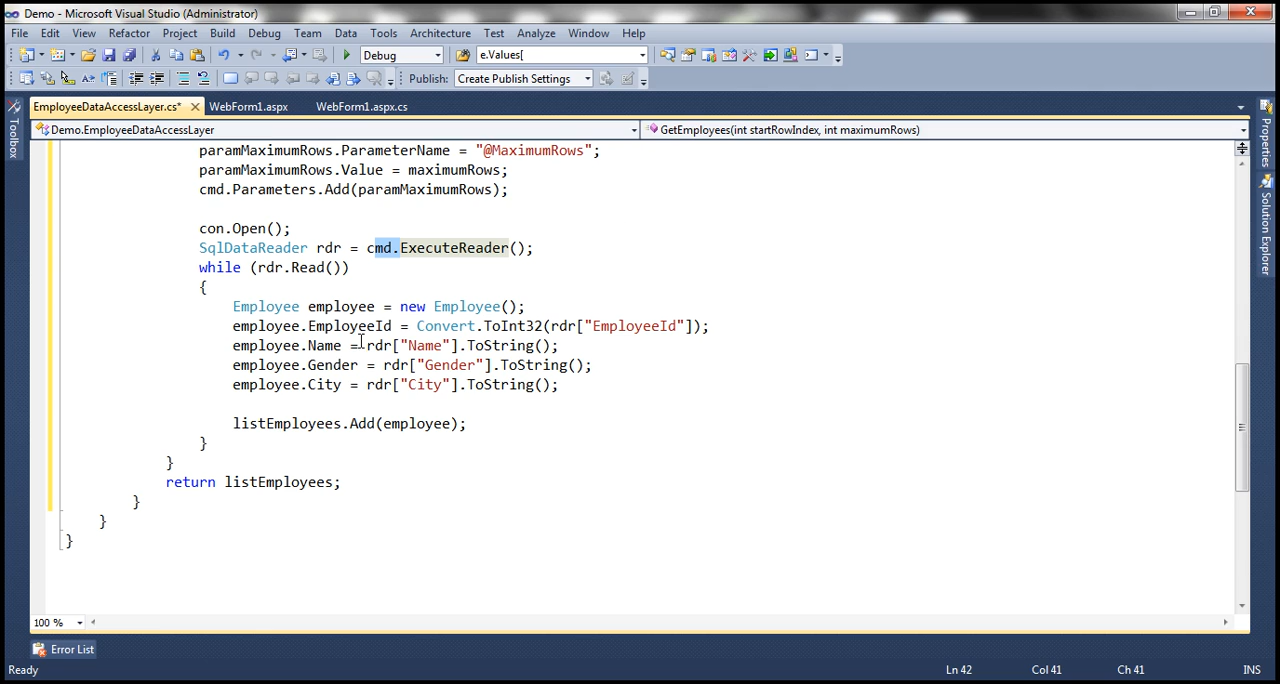 Demo - Microsoft Visual Studio (Administrator)
File Edit View Refactor Project Build Debug Team Data Tools Architecture Test Analyze Window Help
Debug e.Values[
Publish: Create Publish Settings
EmployeeDataAccessLayer.cs* WebForm1.aspx WebForm1.aspx.cs
Demo.EmployeeDataAccessLayer GetEmployees(int startRowIndex, int maximumRows)
Toolbox
Properties
Solution Explorer
paramMaximumRows.ParameterName = "@MaximumRows";
paramMaximumRows.Value = maximumRows;
cmd.Parameters.Add(paramMaximumRows);
con.Open();
SqlDataReader rdr = cmd.ExecuteReader();
while (rdr.Read())
{
Employee employee = new Employee();
employee.EmployeeId = Convert.ToInt32(rdr["EmployeeId"]);
employee.Name = rdr["Name"].ToString();
employee.Gender = rdr["Gender"].ToString();
employee.City = rdr["City"].ToString();
listEmployees.Add(employee);
}
}
return listEmployees;
}
}
}
100 %
Error List
Ready Ln 42 Col 41 Ch 41 INS